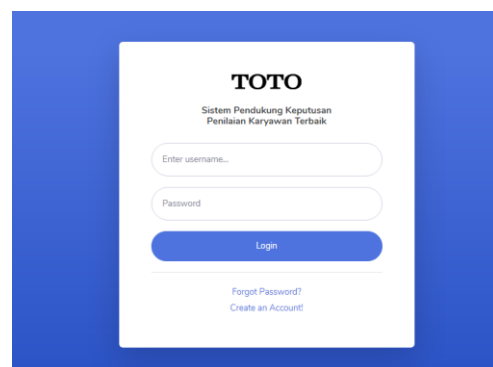 TOTO
Sistem Pendukung Keputusan
Penilaian Karyawan Terbaik
Enter username...
Password
Login
Forgot Password?
Create an Account!